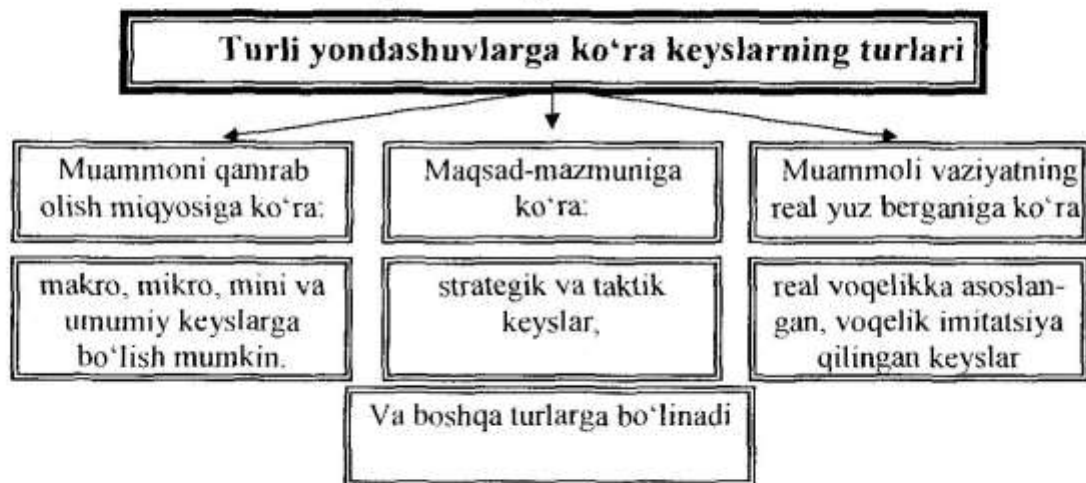 Turli yondashuvlarga ko‘ra keyslarning turlari
Muammoni qamrab
olish miqyosiga ko‘ra:
Maqsad-mazmuniga
ko‘ra:
Muammoli vaziyatning
real yuz berganiga ko‘ra
makro, mikro, mini va
umumiy keyslarga
bo‘lish mumkin.
strategik va taktik
keyslar,
real voqelikka asoslan-
gan, voqelik imitatsiya
qilingan keyslar
Va boshqa turlarga bo‘linadi